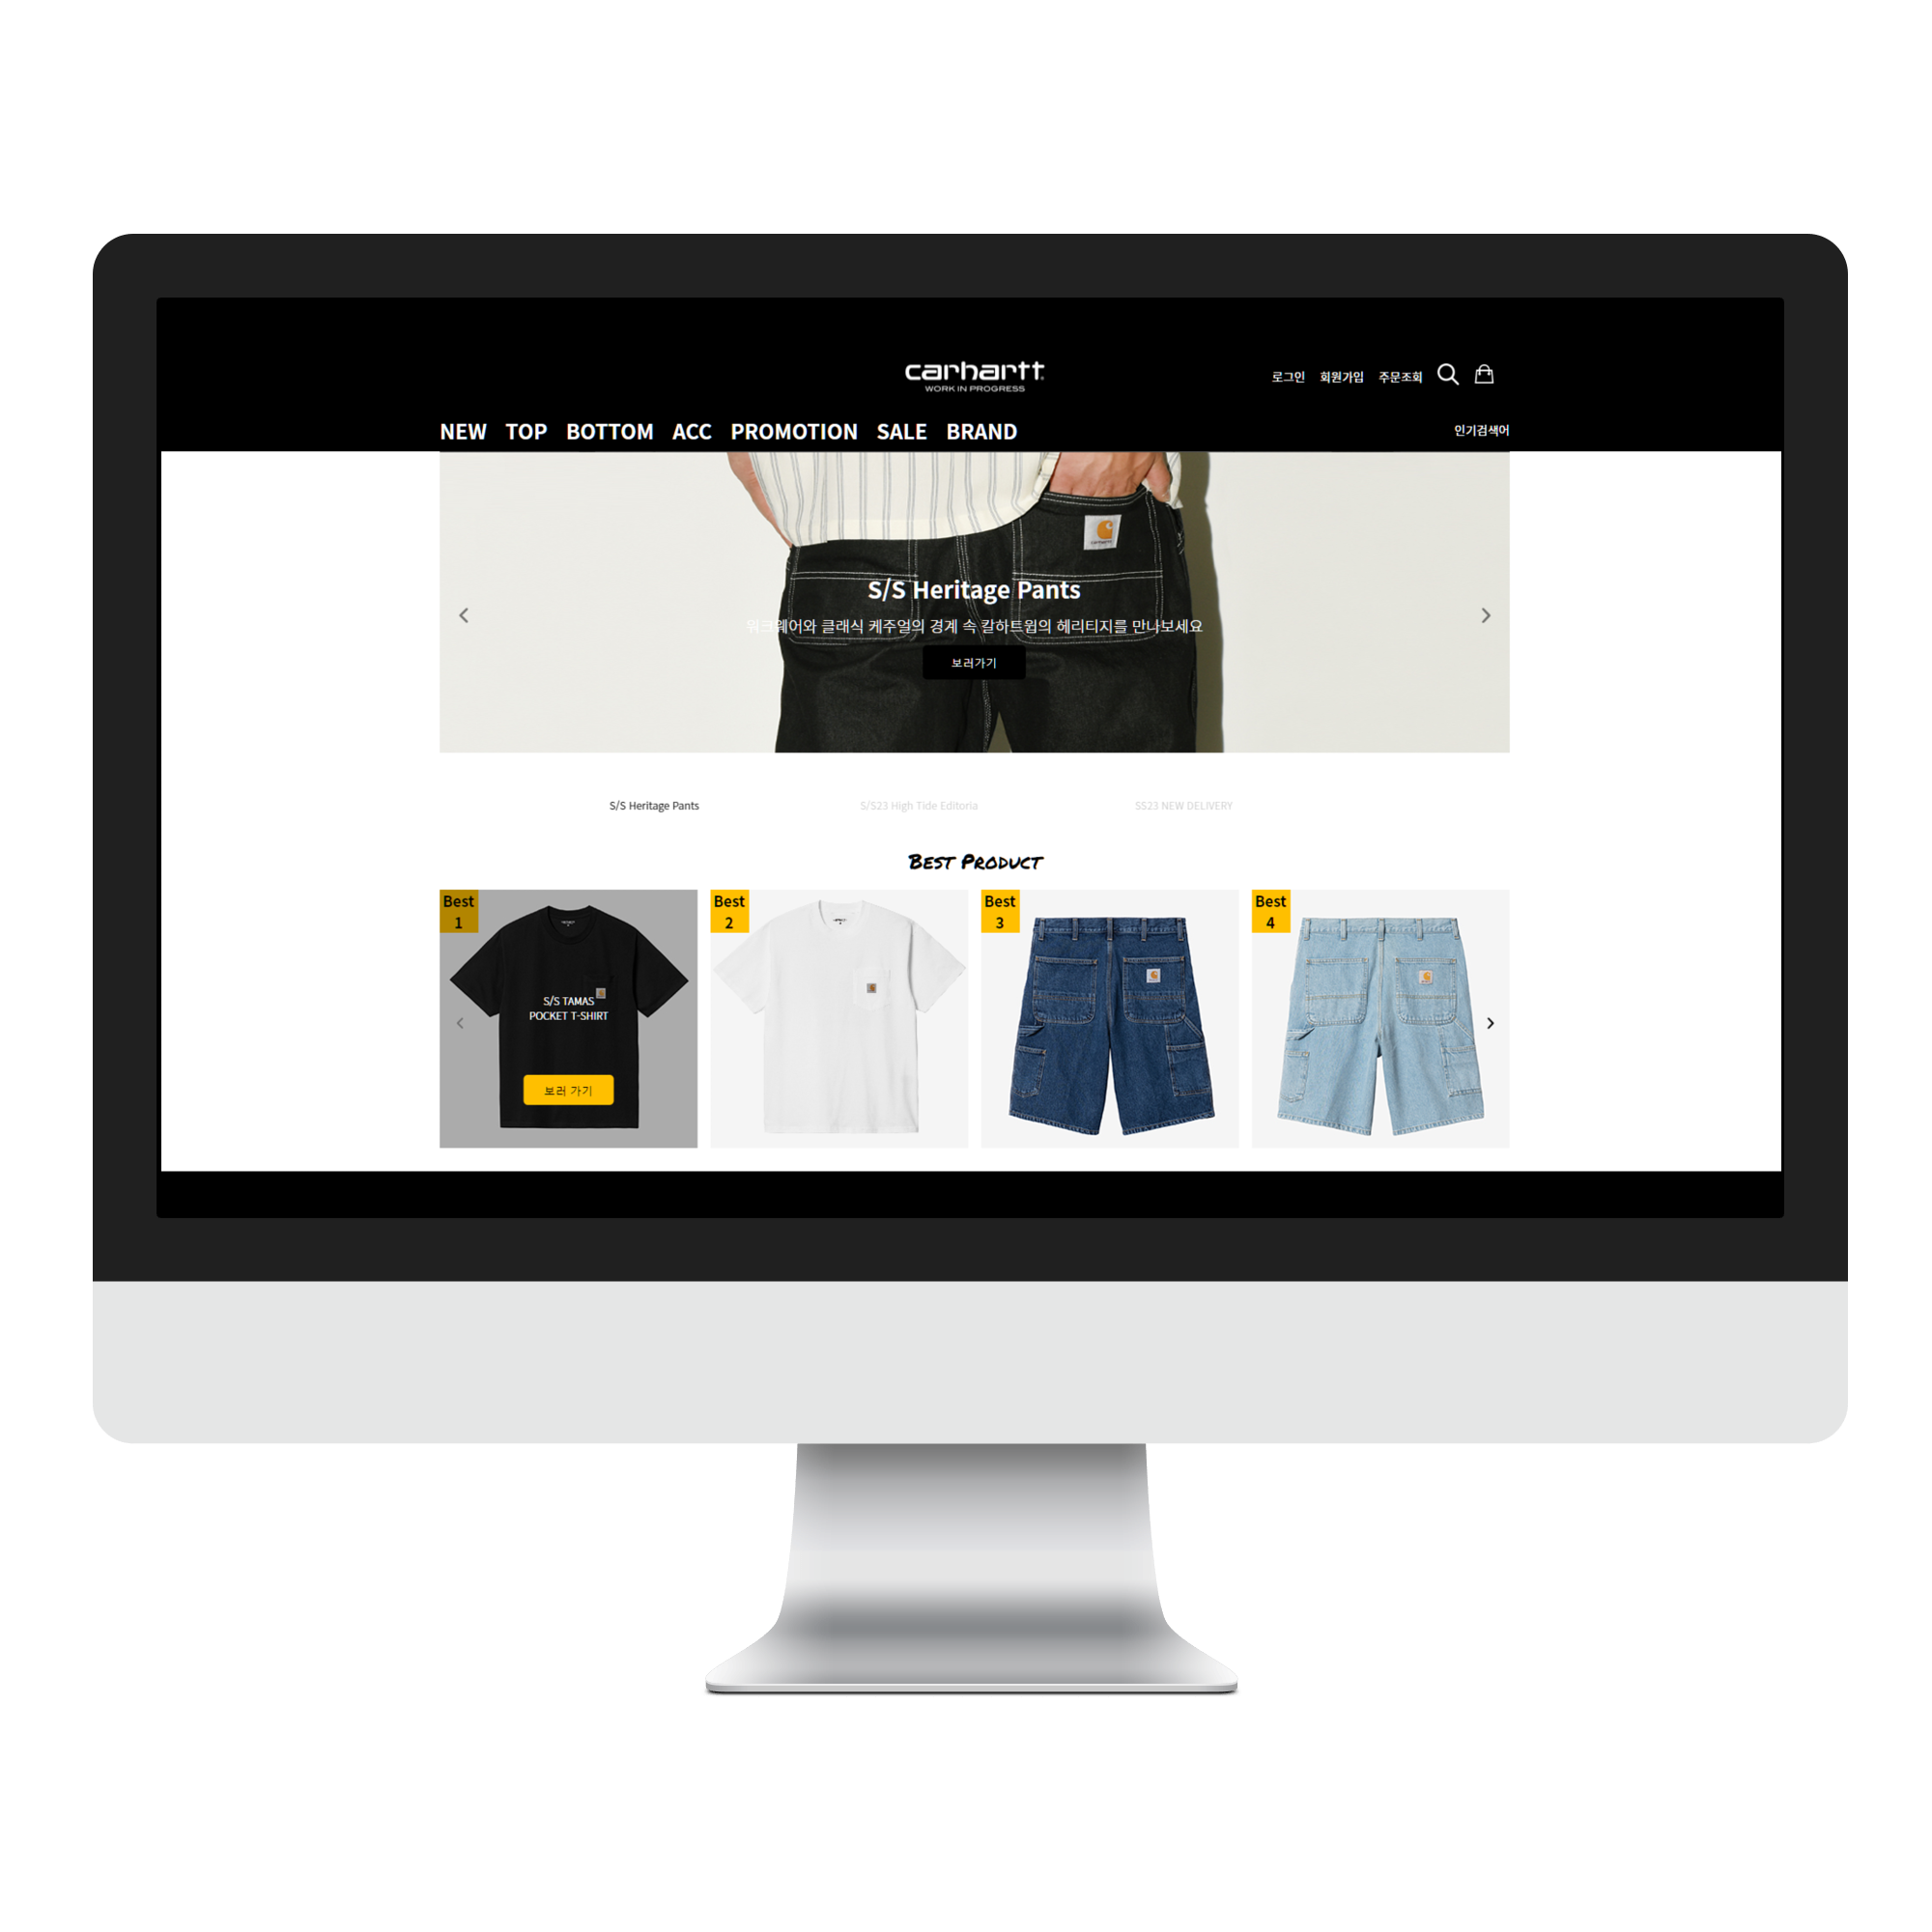 carhartt
WORK IN PROGRESS
로그인 회원가입 주문조회
NEW TOP BOTTOM ACC PROMOTION SALE BRAND
인기검색어
S/S Heritage Pants
워크웨어와 클래식 케주얼의 경계 속 칼하트윕의 헤리티지를 만나보세요
보러가기
S/S Heritage Pants
S/S23 High Tide Editoria
SS23 NEW DELIVERY
BEST PRODUCT
Best
1
S/S TAMAS
POCKET T-SHIRT
보러 가기
Best
2
Best
3
Best
4